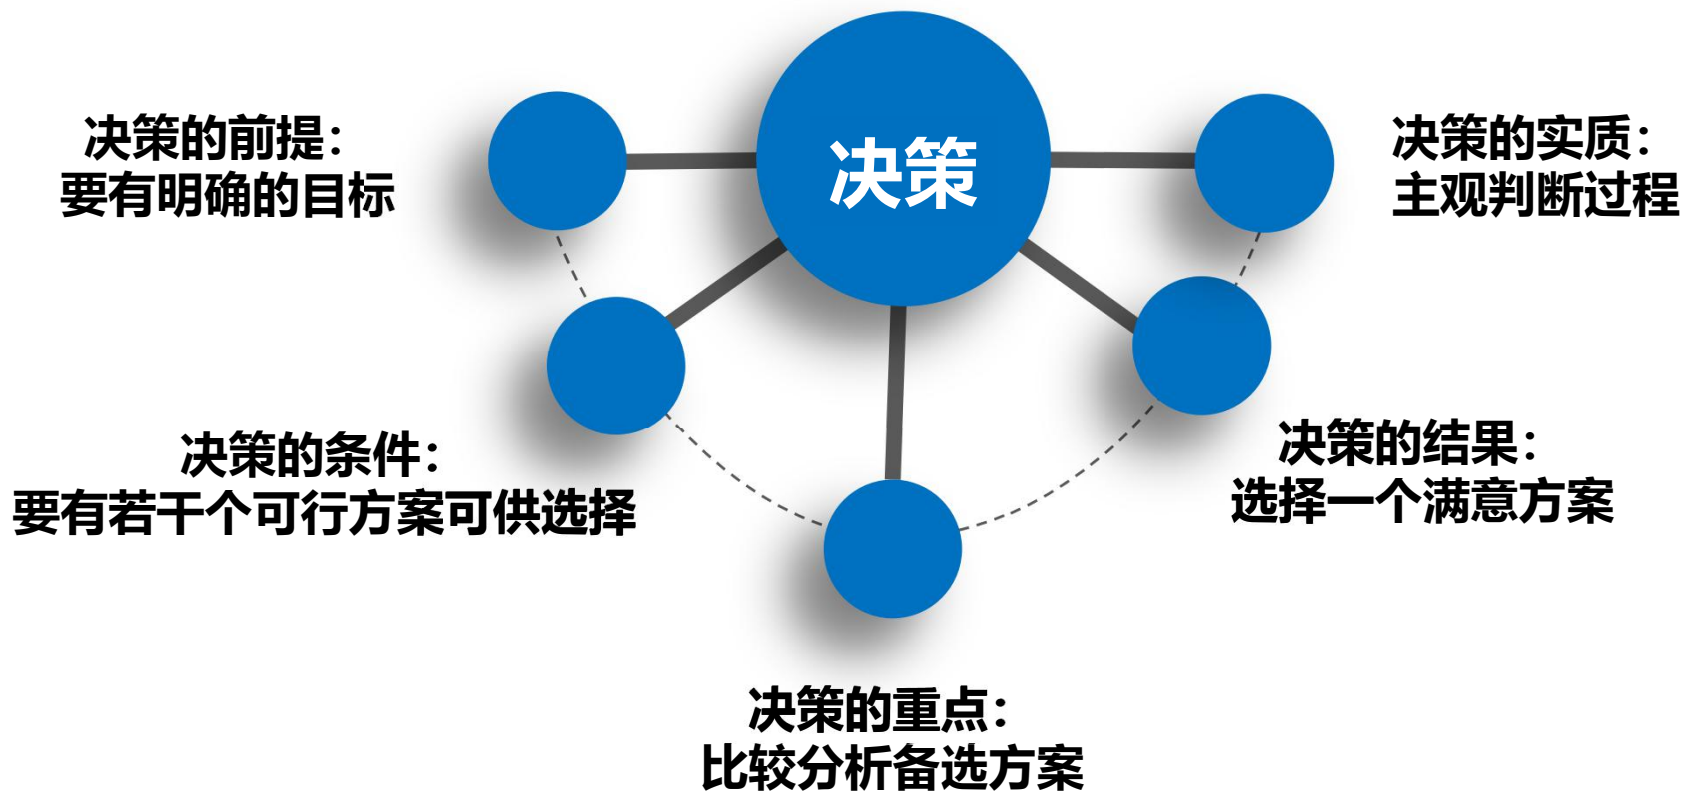 决策
决策的前提：
要有明确的目标
决策的条件：
要有若干个可行方案可供选择
决策的重点：
比较分析备选方案
决策的结果：
选择一个满意方案
决策的实质：
主观判断过程